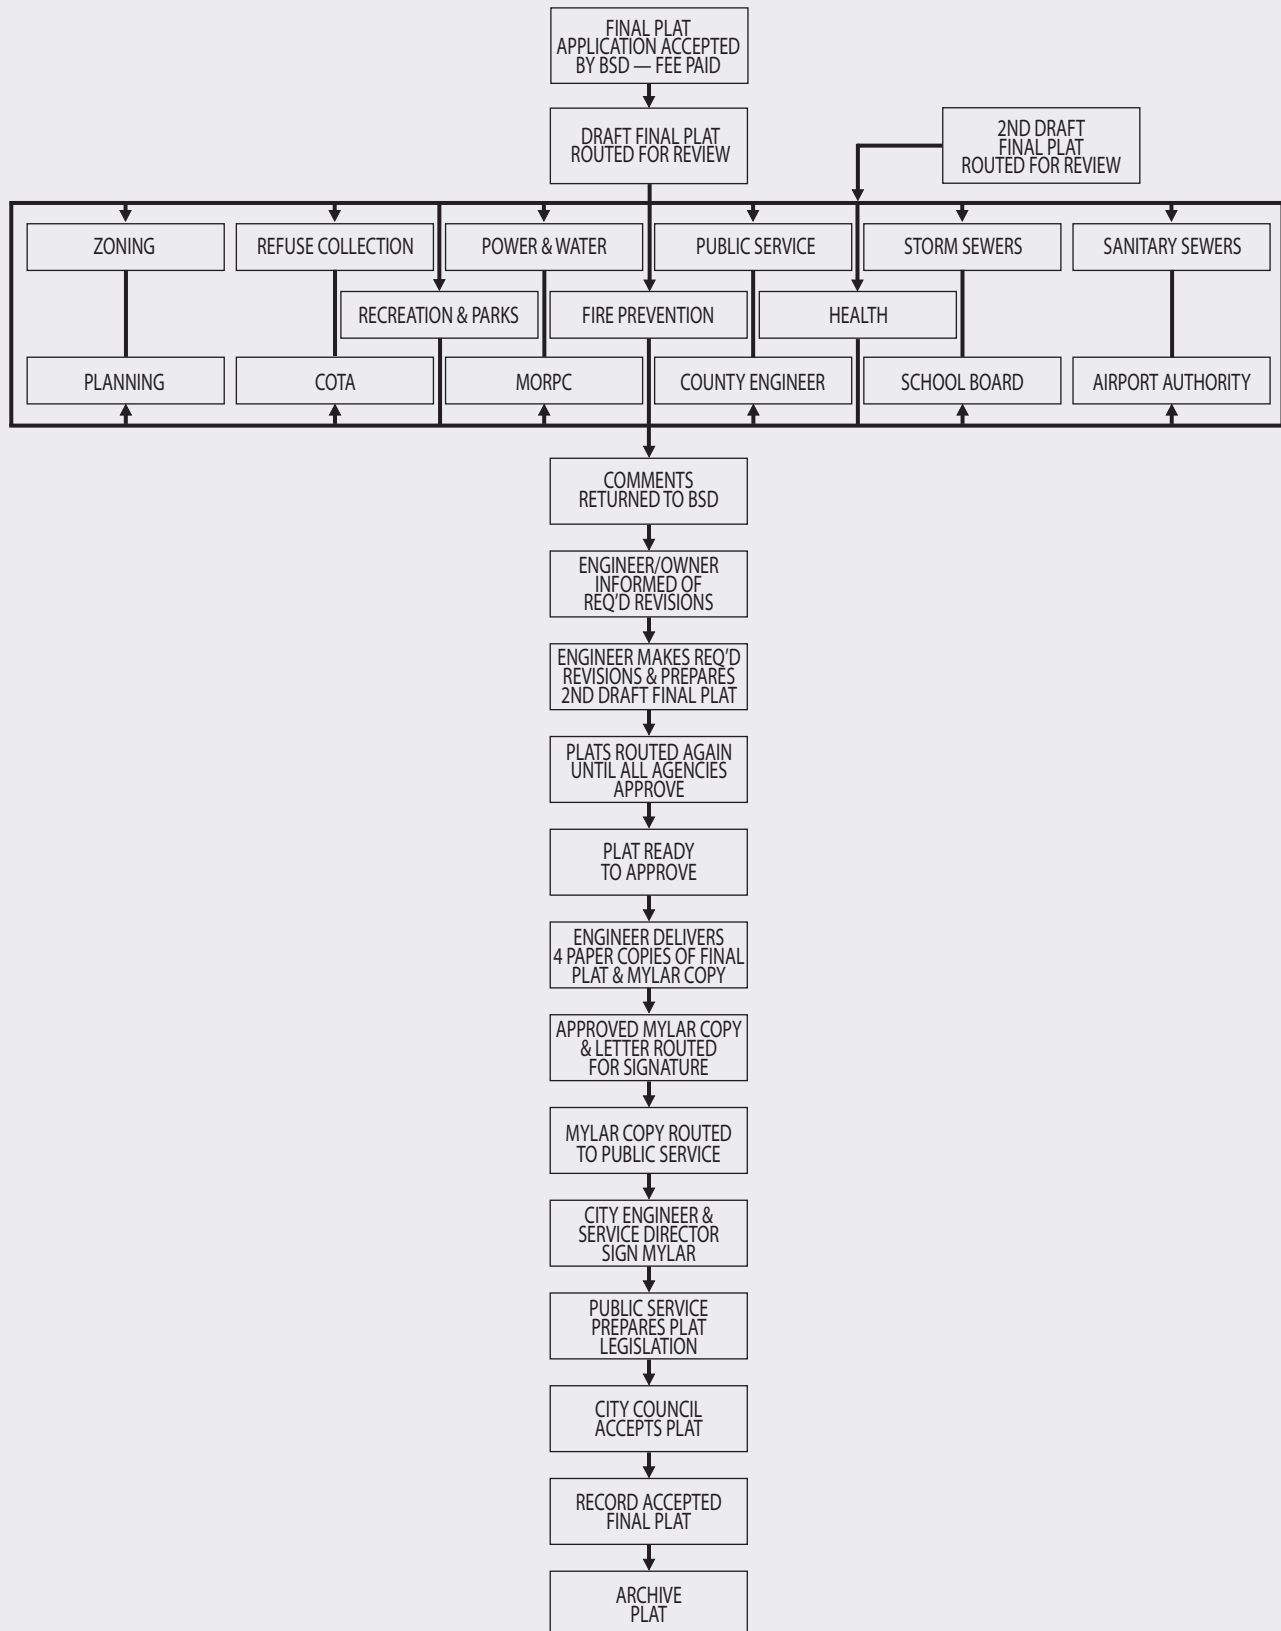 FINAL PLAT
APPLICATION ACCEPTED
BY BSD — FEE PAID
DRAFT FINAL PLAT
ROUTED FOR REVIEW
2ND DRAFT
FINAL PLAT
ROUTED FOR REVIEW
ZONING
REFUSE COLLECTION
POWER & WATER
PUBLIC SERVICE
STORM SEWERS
SANITARY SEWERS
RECREATION & PARKS
FIRE PREVENTION
HEALTH
PLANNING
COTA
MORPC
COUNTY ENGINEER
SCHOOL BOARD
AIRPORT AUTHORITY
COMMENTS
RETURNED TO BSD
ENGINEER/OWNER
INFORMED OF
REQ’D REVISIONS
ENGINEER MAKES REQ’D
REVISIONS & PREPARES
2ND DRAFT FINAL PLAT
PLATS ROUTED AGAIN
UNTIL ALL AGENCIES
APPROVE
PLAT READY
TO APPROVE
ENGINEER DELIVERS
4 PAPER COPIES OF FINAL
PLAT & MYLAR COPY
APPROVED MYLAR COPY
& LETTER ROUTED
FOR SIGNATURE
MYLAR COPY ROUTED
TO PUBLIC SERVICE
CITY ENGINEER &
SERVICE DIRECTOR
SIGN MYLAR
PUBLIC SERVICE
PREPARES PLAT
LEGISLATION
CITY COUNCIL
ACCEPTS PLAT
RECORD ACCEPTED
FINAL PLAT
ARCHIVE
PLAT